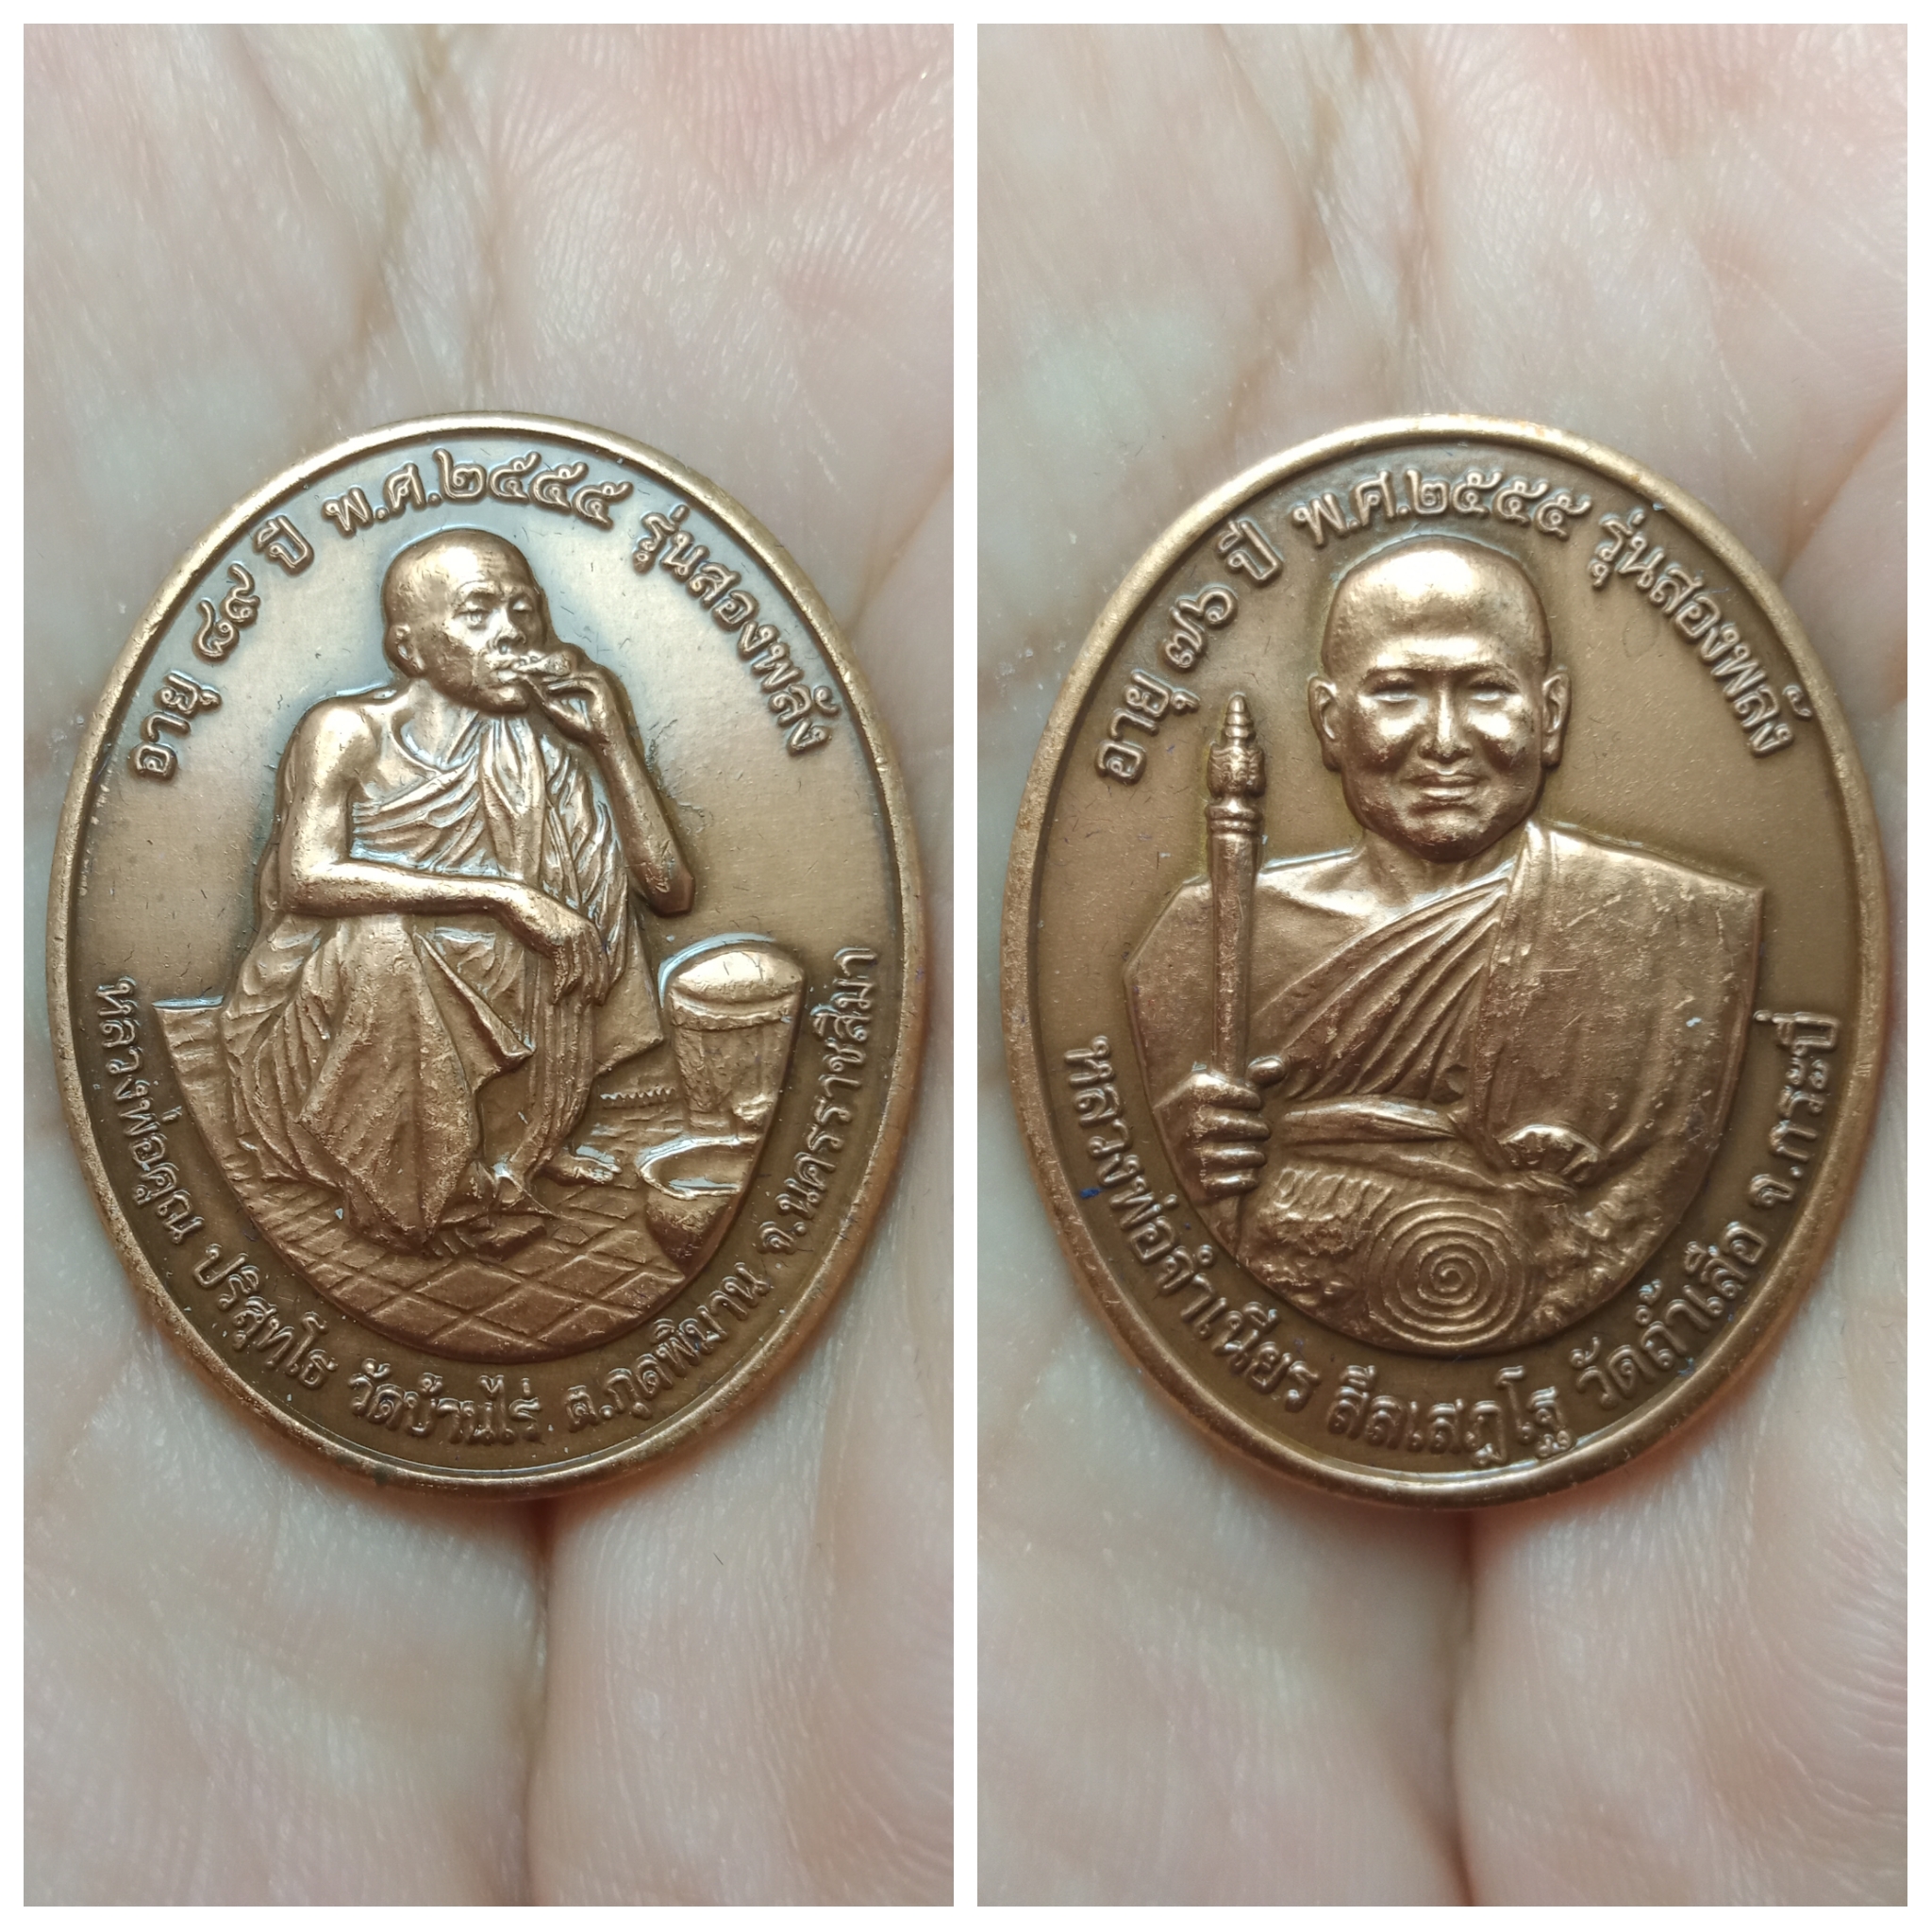 อายุ ๘๙ ปี พ.ศ.๒๕๕๕ รุ่นสองพลัง
หลวงพ่อคูณ ปริสุทโธ วัดบ้านไร่ ต.กุดพิมาน จ.นครราชสีมา
อายุ ๗๖ ปี พ.ศ.๒๕๕๕ รุ่นสองพลัง
หลวงพ่อจำเนียร สีลเสฏโฐ วัดถ้ำเสือ จ.กระบี่